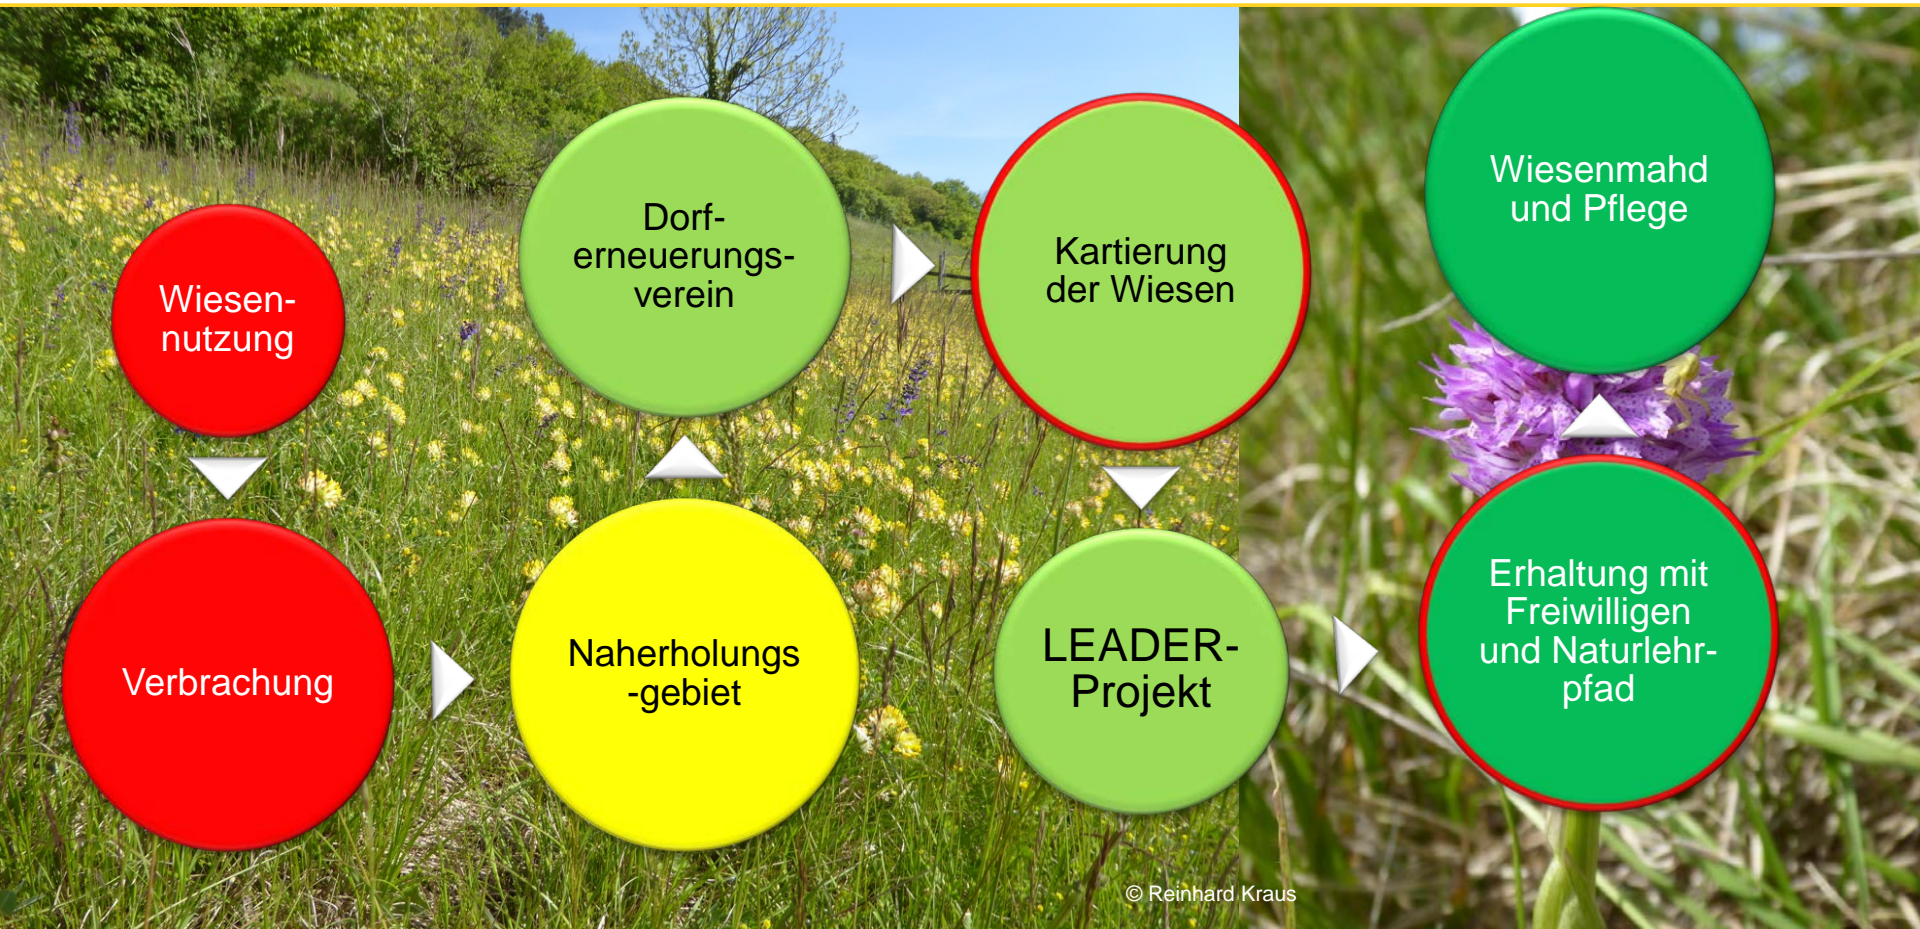 Wiesen-
nutzung
Verbrachung
Naherholungs
-gebiet
Dorf-
erneuerungs-
verein
Kartierung
der Wiesen
LEADER-
Projekt
Erhaltung mit
Freiwilligen
und Naturlehr-
pfad
Wiesenmahd
und Pflege
© Reinhard Kraus